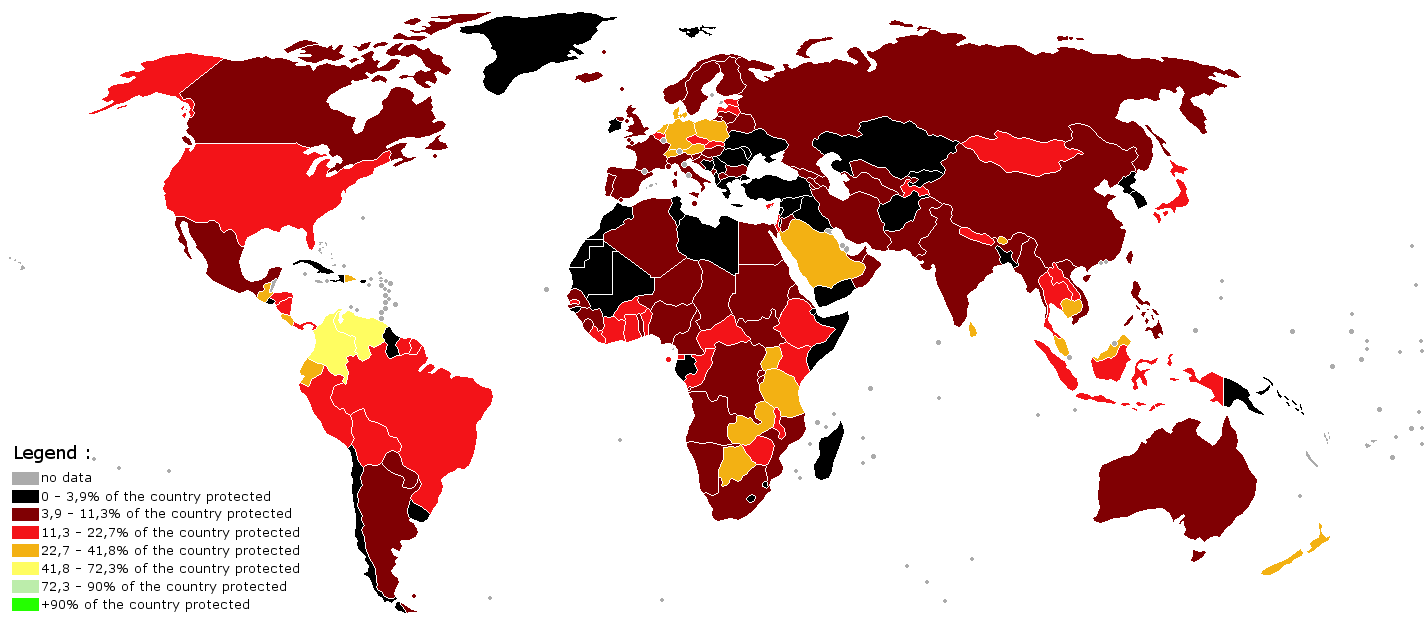 Legend :
no data
0 - 3,9% of the country protected
3,9 - 11,3% of the country protected
11,3 - 22,7% of the country protected
22,7 - 41,8% of the country protected
41,8 - 72,3% of the country protected
72,3 - 90% of the country protected
+90% of the country protected